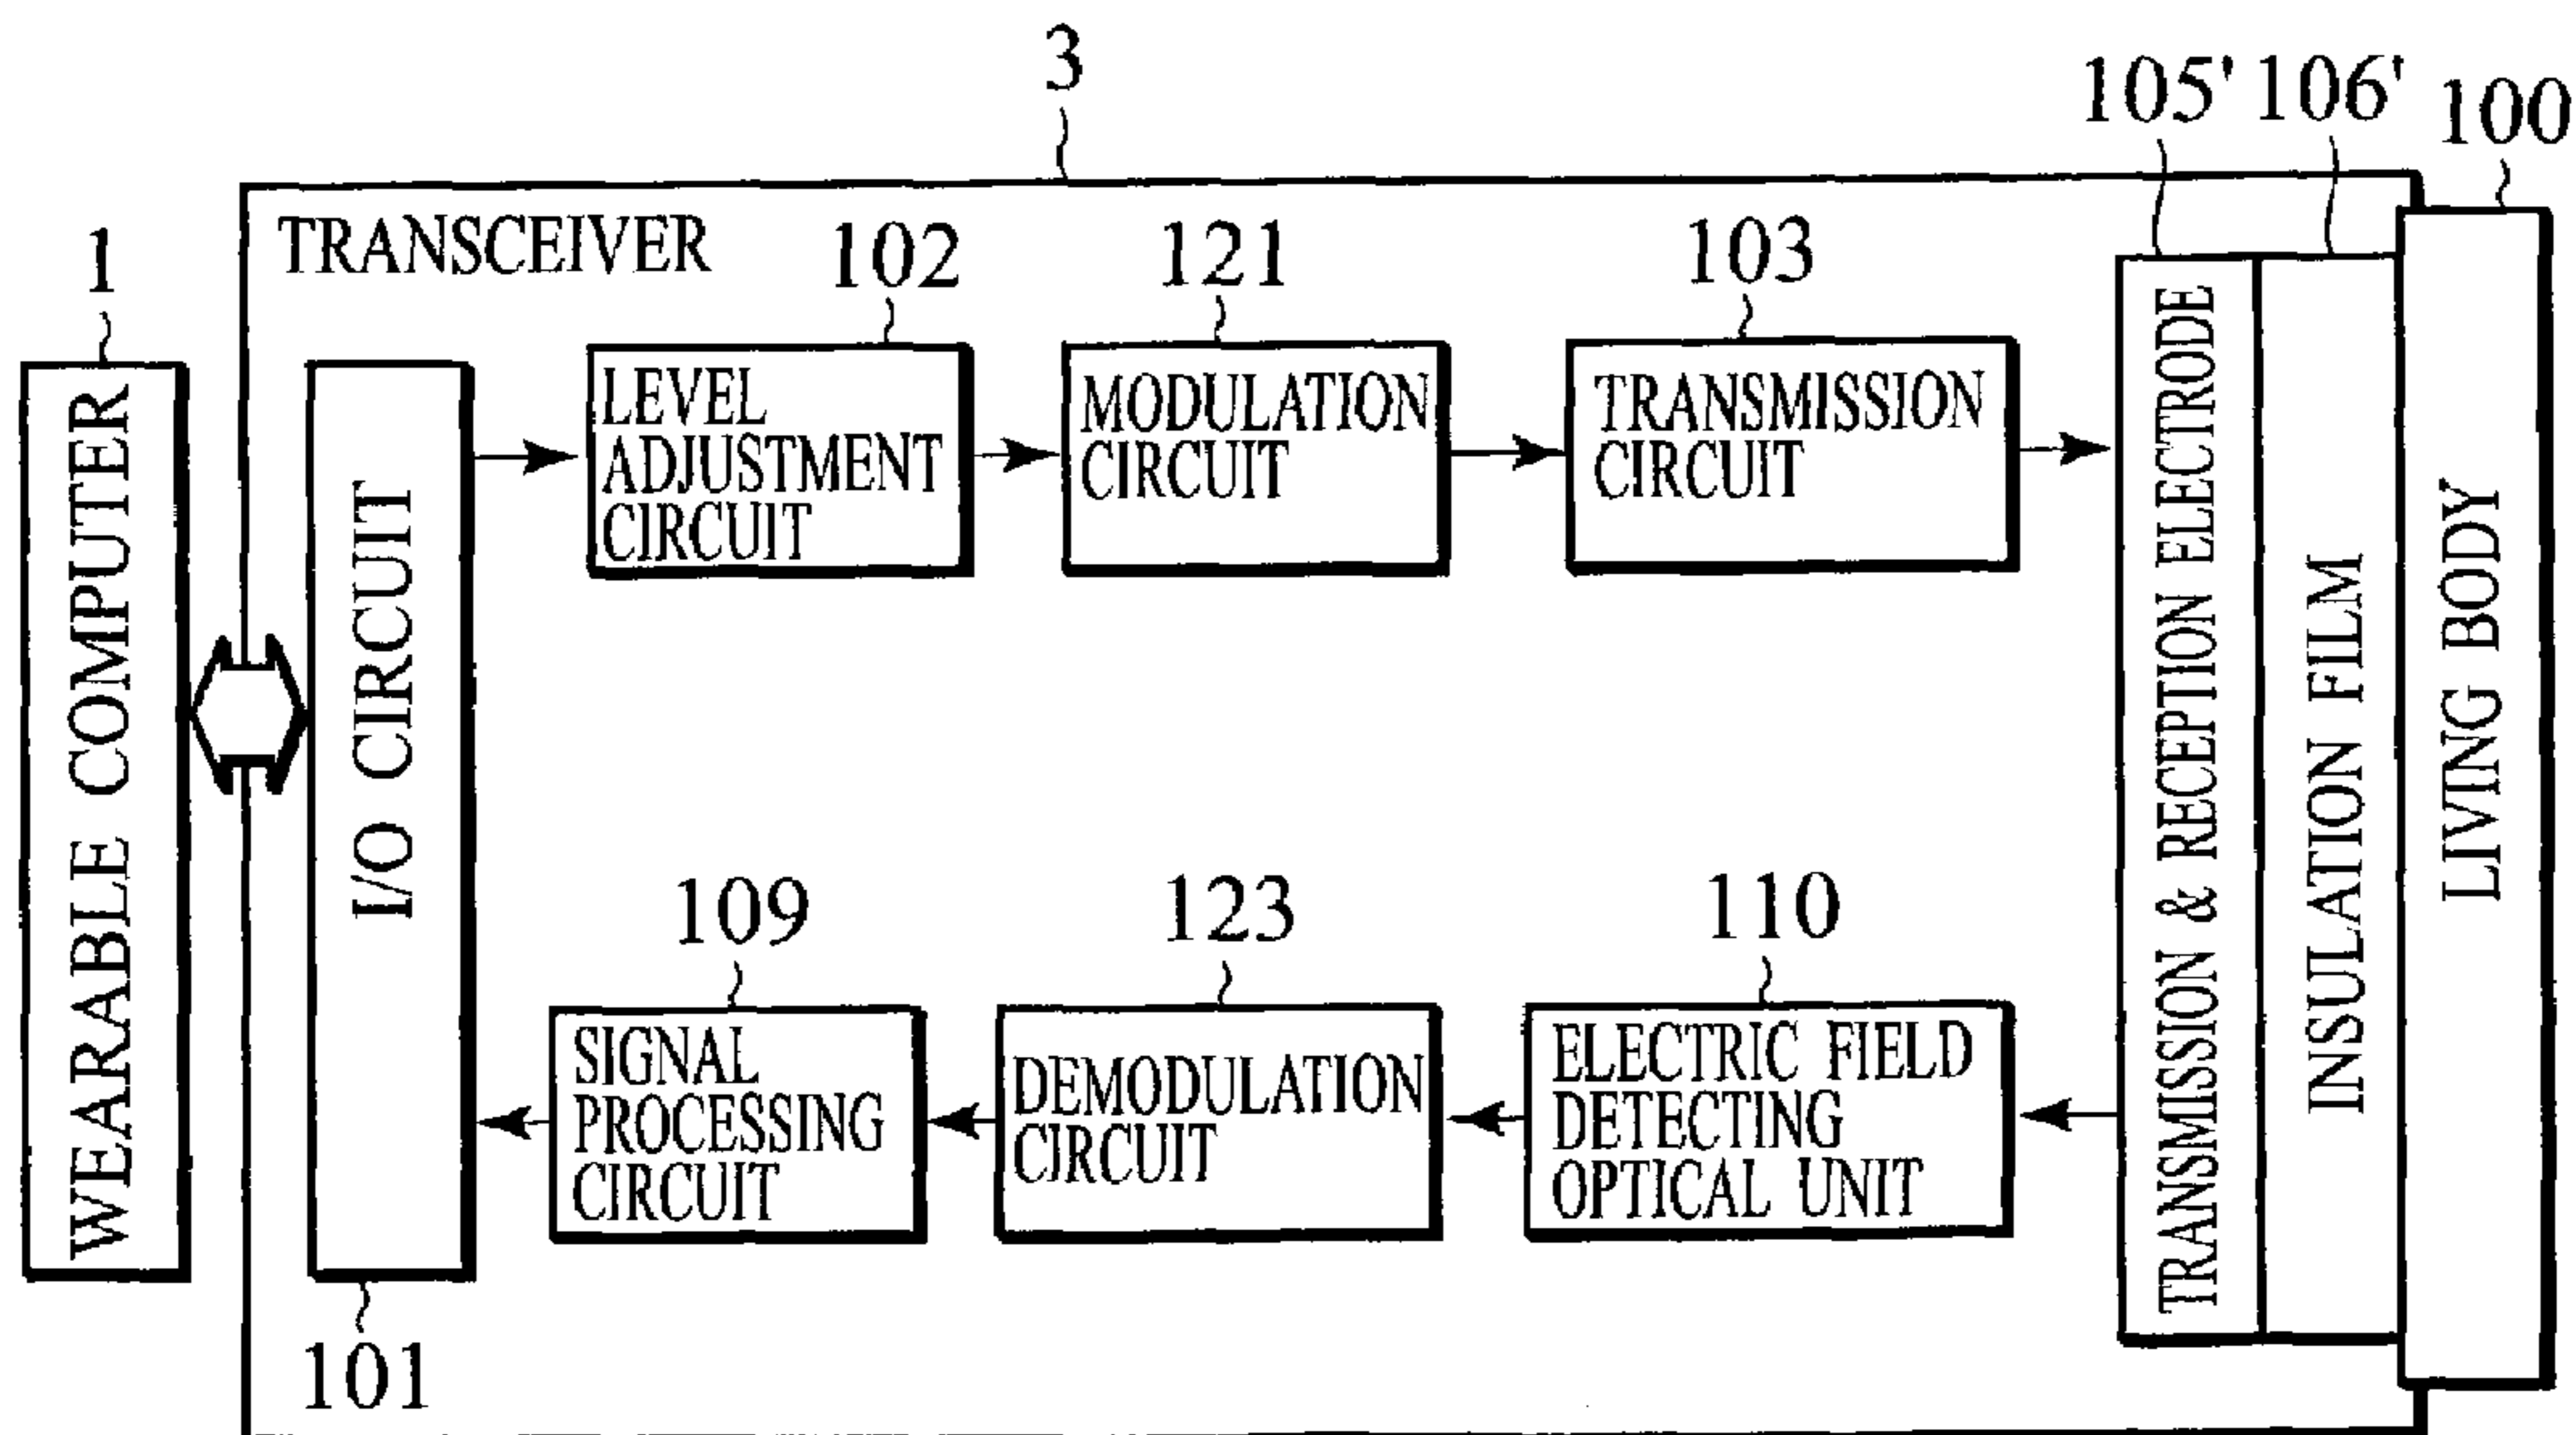 3
105' 106' 100
TRANSCEIVER
1
102
121
103
WEARABLE COMPUTER
I/O CIRCUIT
LEVEL
ADJUSTMENT
CIRCUIT
MODULATION
CIRCUIT
TRANSMISSION
CIRCUIT
TRANSMISSION & RECEPTION ELECTRODE
INSULATION FILM
LIVING BODY
109
123
110
SIGNAL
PROCESSING
CIRCUIT
DEMODULATION
CIRCUIT
ELECTRIC FIELD
DETECTING
OPTICAL UNIT
101